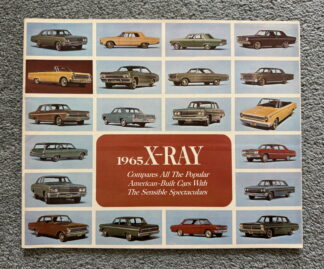 1965 X-RAY
Compares All The Popular
American-Built Cars With
The Sensible Spectaculars